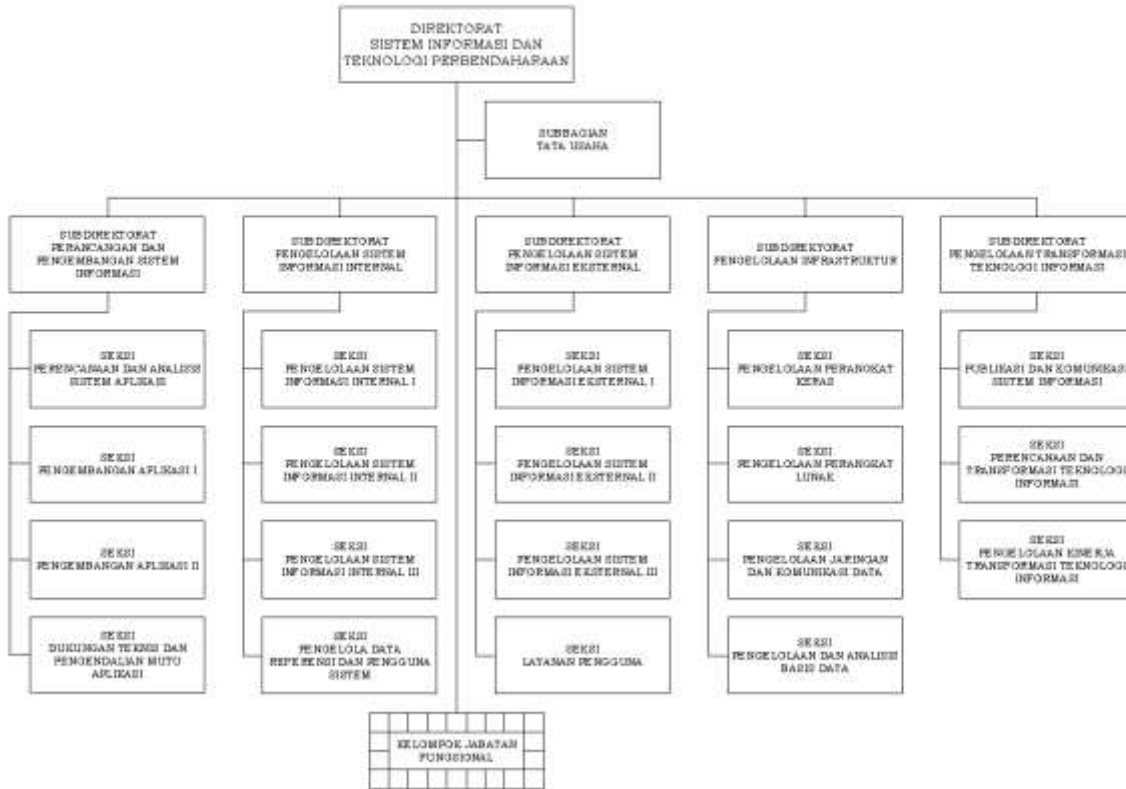 DIREKTORAT
SISTEM INFORMASI DAN
TEKNOLOGI PERBENDAHARAAN
SUBBAGIAN
TATA USAHA
SUBDIREKTORAT
PERANCANGAN DAN
PENGEMBANGAN SISTEM
INFORMASI
SUBDIREKTORAT
PENGELOLAAN SISTEM
INFORMASI INTERNAL
SUBDIREKTORAT
PENGELOLAAN SISTEM
INFORMASI EKSTERNAL
SUBDIREKTORAT
PENGELOLAAN INFRASTRUKTUR
SUBDIREKTORAT
PENGELOLAAN TRANSFORMASI
TEKNOLOGI INFORMASI
SEKSI
PERENCANAAN DAN ANALISIS
SISTEM APLIKASI
SEKSI
PENGELOLAAN SISTEM
INFORMASI INTERNAL I
SEKSI
PENGELOLAAN SISTEM
INFORMASI EKSTERNAL I
SEKSI
PENGELOLAAN PERANGKAT
KERAS
SEKSI
PUBLIKASI DAN KOMUNIKASI
SISTEM INFORMASI
SEKSI
PENGEMBANGAN APLIKASI I
SEKSI
PENGELOLAAN SISTEM
INFORMASI INTERNAL II
SEKSI
PENGELOLAAN SISTEM
INFORMASI EKSTERNAL II
SEKSI
PENGELOLAAN PERANGKAT
LUNAK
SEKSI
PERENCANAAN DAN
TRANSFORMASI TEKNOLOGI
INFORMASI
SEKSI
PENGEMBANGAN APLIKASI II
SEKSI
PENGELOLAAN SISTEM
INFORMASI INTERNAL III
SEKSI
PENGELOLAAN SISTEM
INFORMASI EKSTERNAL III
SEKSI
PENGELOLAAN JARINGAN
DAN KOMUNIKASI DATA
SEKSI
PENGELOLAAN KINERJA
TRANSFORMASI TEKNOLOGI
INFORMASI
SEKSI
DUKUNGAN TEKNIS DAN
PENGENDALIAN MUTU
APLIKASI
SEKSI
PENGELOLA DATA
REFERENSI DAN PENGGUNA
SISTEM
SEKSI
LAYANAN PENGGUNA
SEKSI
PENGELOLAAN DAN ANALISIS
BASIS DATA
KELOMPOK JABATAN
FUNGSIONAL